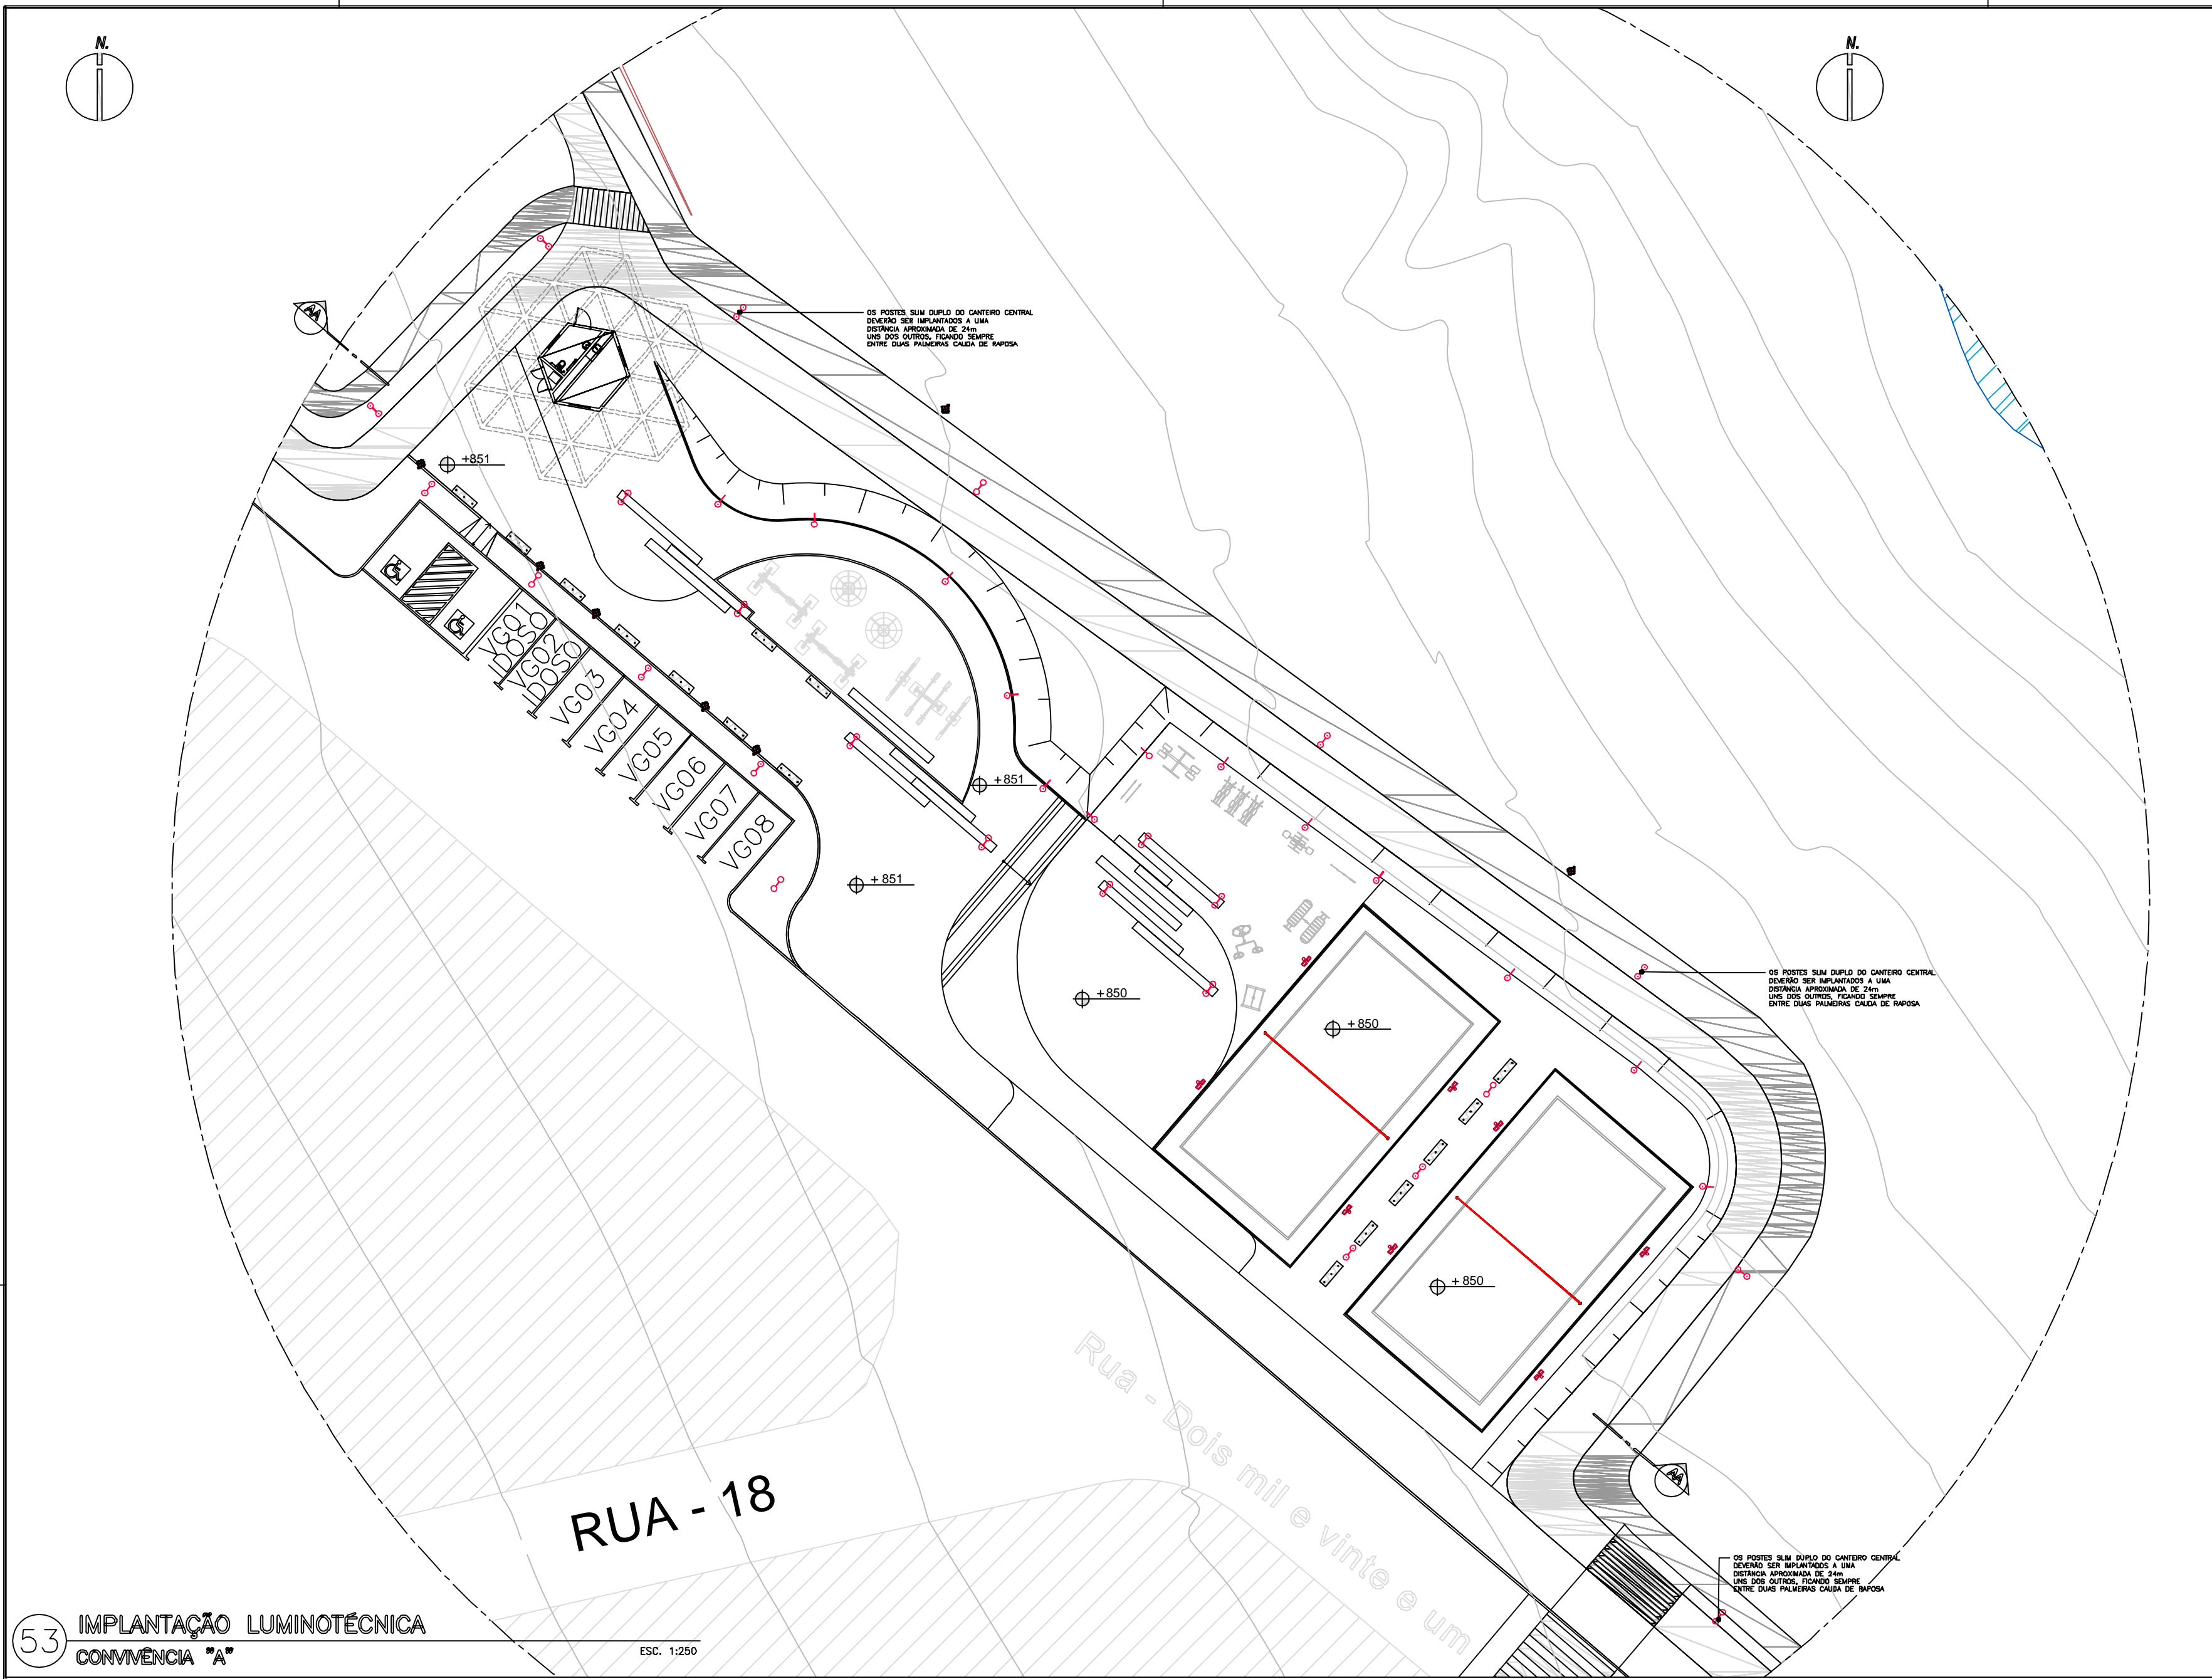 N.
N.
OS POSTES SLIM DUPLO DO CANTEIRO CENTRAL
DEVERÃO SER IMPLANTADOS A UMA
DISTÂNCIA APROXIMADA DE 24m
UNS DOS OUTROS, FICANDO SEMPRE
ENTRE DUAS PALMEIRAS CAUDA DE RAPOSA
AA
+851
VG01
IDOSO
VG02
IDOSO
VG03
VG04
VG05
VG06
VG07
VG08
+851
+851
+850
+850
+850
OS POSTES SLIM DUPLO DO CANTEIRO CENTRAL
DEVERÃO SER IMPLANTADOS A UMA
DISTÂNCIA APROXIMADA DE 24m
UNS DOS OUTROS, FICANDO SEMPRE
ENTRE DUAS PALMEIRAS CAUDA DE RAPOSA
Rua - Dois mil e vinte e um
RUA - 18
AA
OS POSTES SLIM DUPLO DO CANTEIRO CENTRAL
DEVERÃO SER IMPLANTADOS A UMA
DISTÂNCIA APROXIMADA DE 24m
UNS DOS OUTROS, FICANDO SEMPRE
ENTRE DUAS PALMEIRAS CAUDA DE RAPOSA
53
IMPLANTAÇÃO LUMINOTÉCNICA
CONVIVÊNCIA "A"
ESC. 1:250